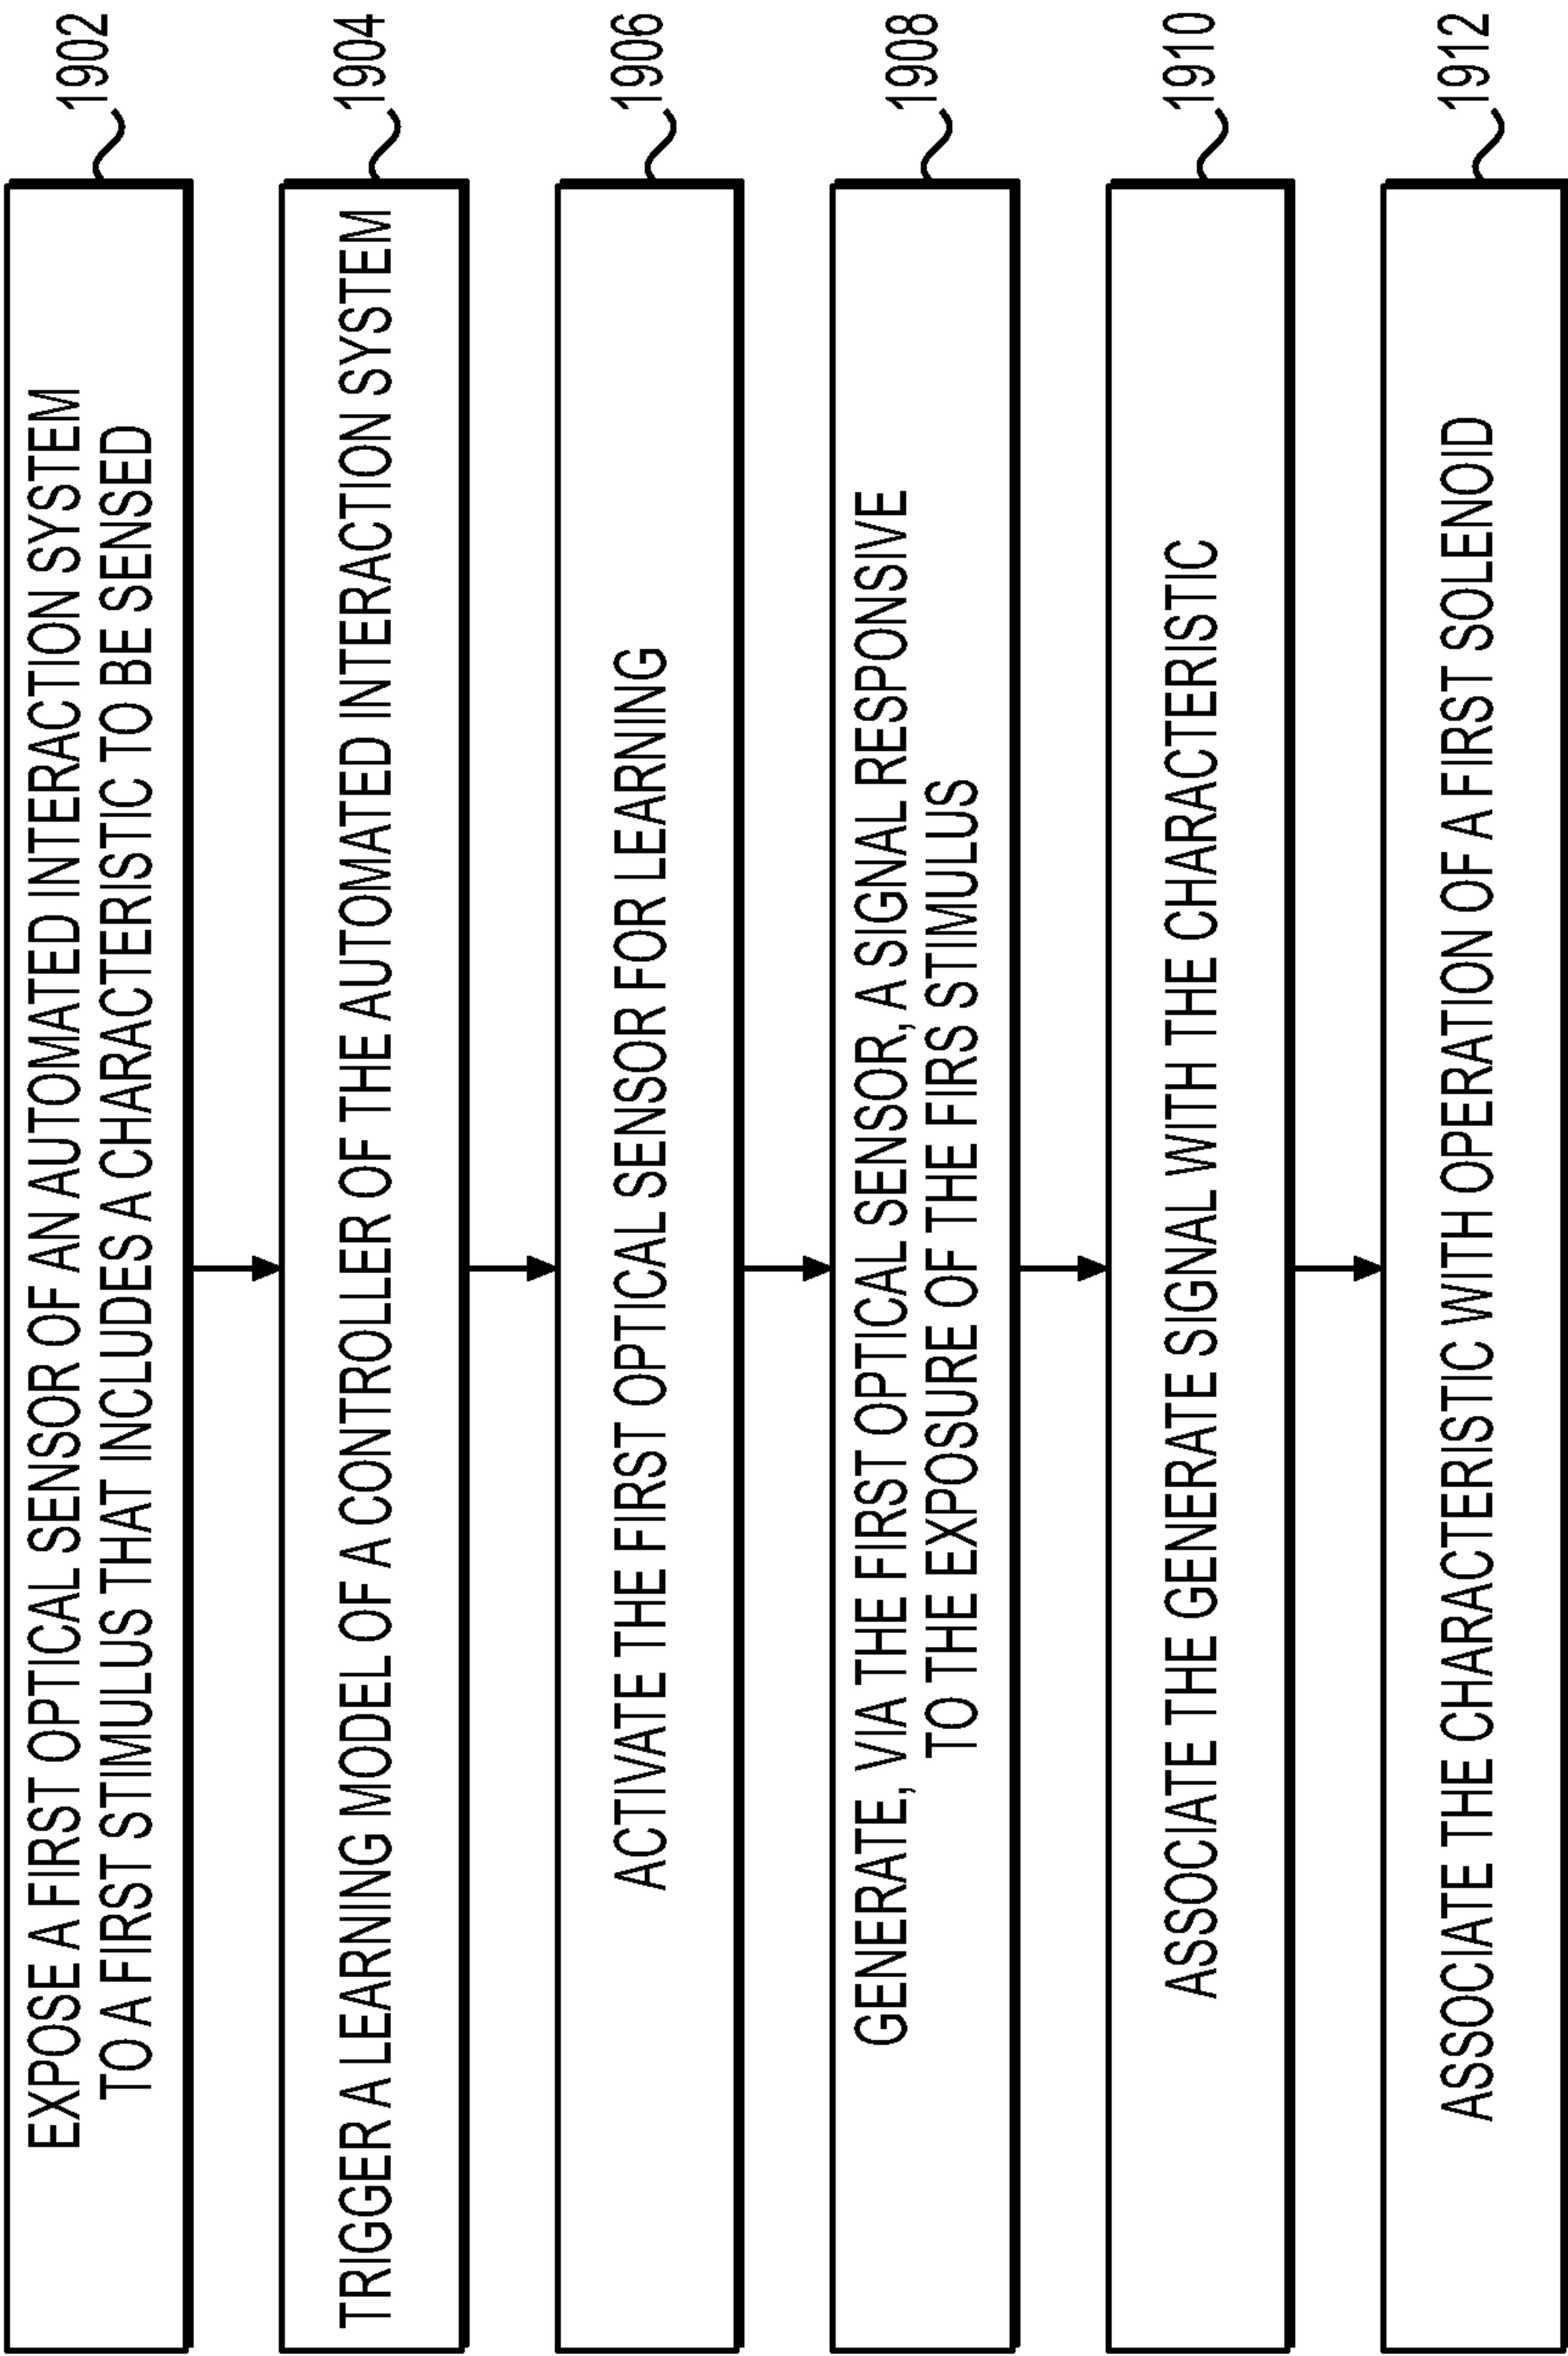 EXPOSE A FIRST OPTICAL SENSOR OF AN AUTOMATED INTERACTION SYSTEM
TO A FIRST STIMULUS THAT INCLUDES A CHARACTERISTIC TO BE SENSED
1902
TRIGGER A LEARNING MODEL OF A CONTROLLER OF THE AUTOMATED INTERACTION SYSTEM
1904
ACTIVATE THE FIRST OPTICAL SENSOR FOR LEARNING
1906
GENERATE, VIA THE FIRST OPTICAL SENSOR, A SIGNAL RESPONSIVE
TO THE EXPOSURE OF THE FIRS STIMULUS
1908
ASSOCIATE THE GENERATE SIGNAL WITH THE CHARACTERISTIC
1910
ASSOCIATE THE CHARACTERISTIC WITH OPERATION OF A FIRST SOLENOID
1912